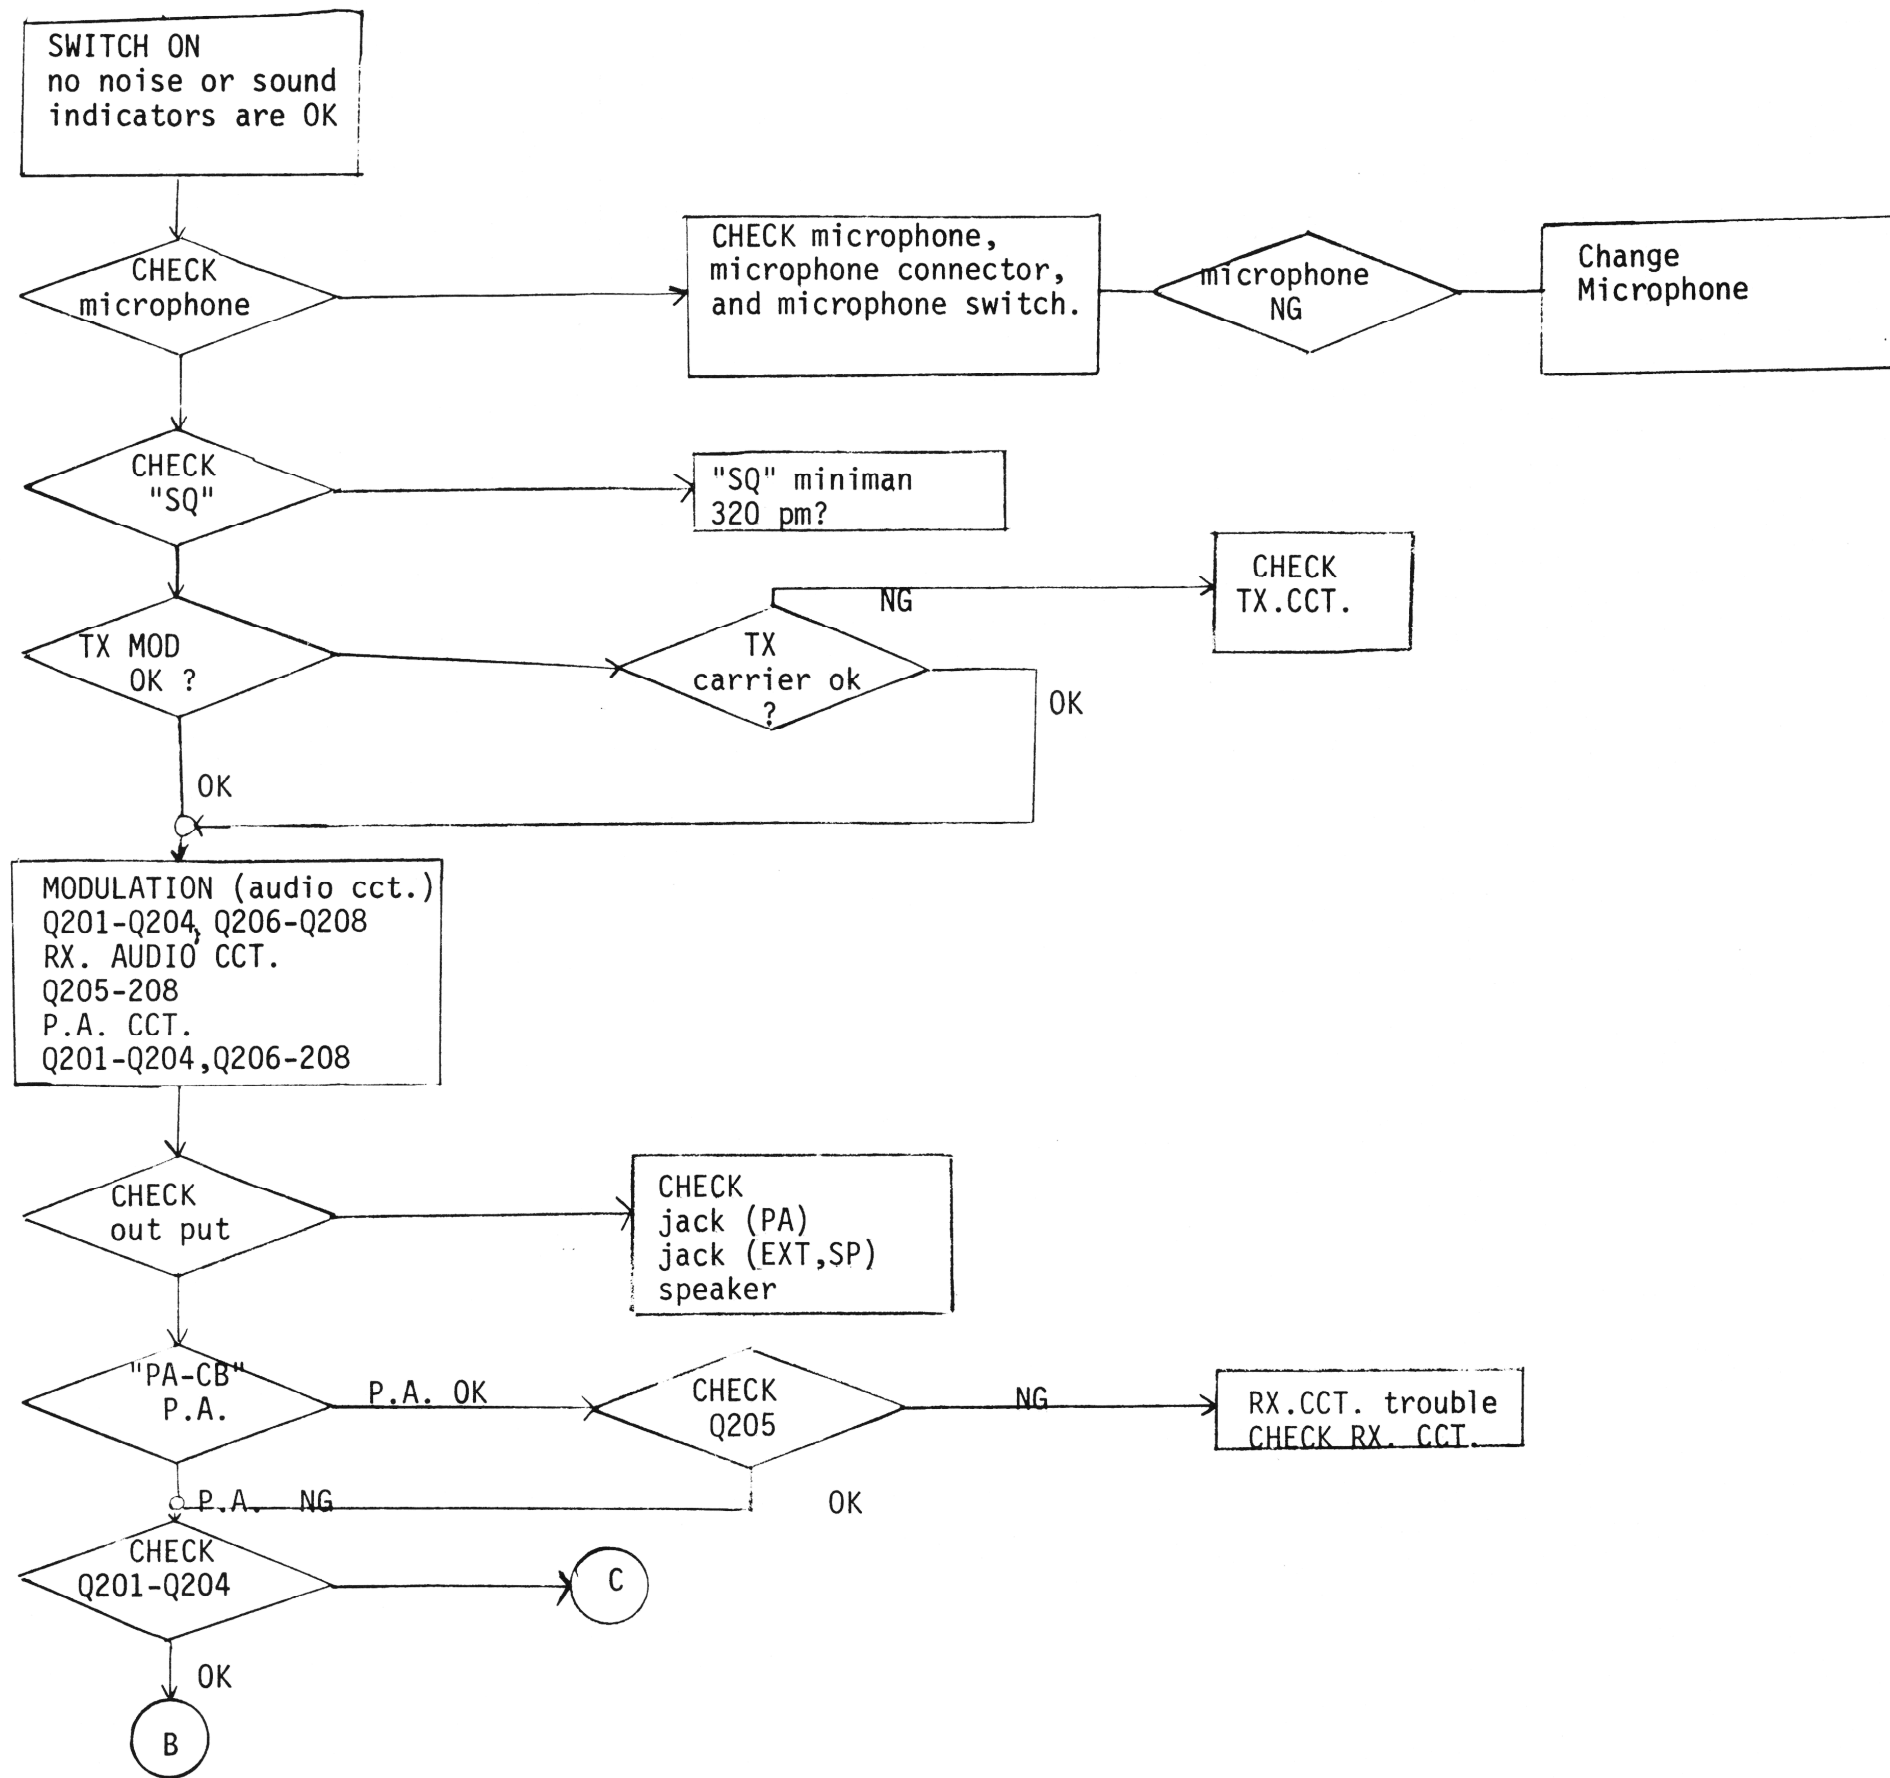 SWITCH ON
no noise or sound
indicators are OK
CHECK
microphone
CHECK microphone,
microphone connector,
and microphone switch.
microphone
NG
Change
Microphone
CHECK
"SQ"
"SQ" miniman
320 pm?
TX MOD
OK ?
TX
carrier ok
?
NG
CHECK
TX.CCT.
OK
OK
MODULATION (audio cct.)
Q201-Q204, Q206-Q208
RX. AUDIO CCT.
Q205-208
P.A. CCT.
Q201-Q204,Q206-208
CHECK
out put
CHECK
jack (PA)
jack (EXT,SP)
speaker
"PA-CB"
P.A.
P.A. OK
CHECK
Q205
NG
RX.CCT. trouble
CHECK RX. CCT.
P.A. NG
OK
CHECK
Q201-Q204
C
OK
B